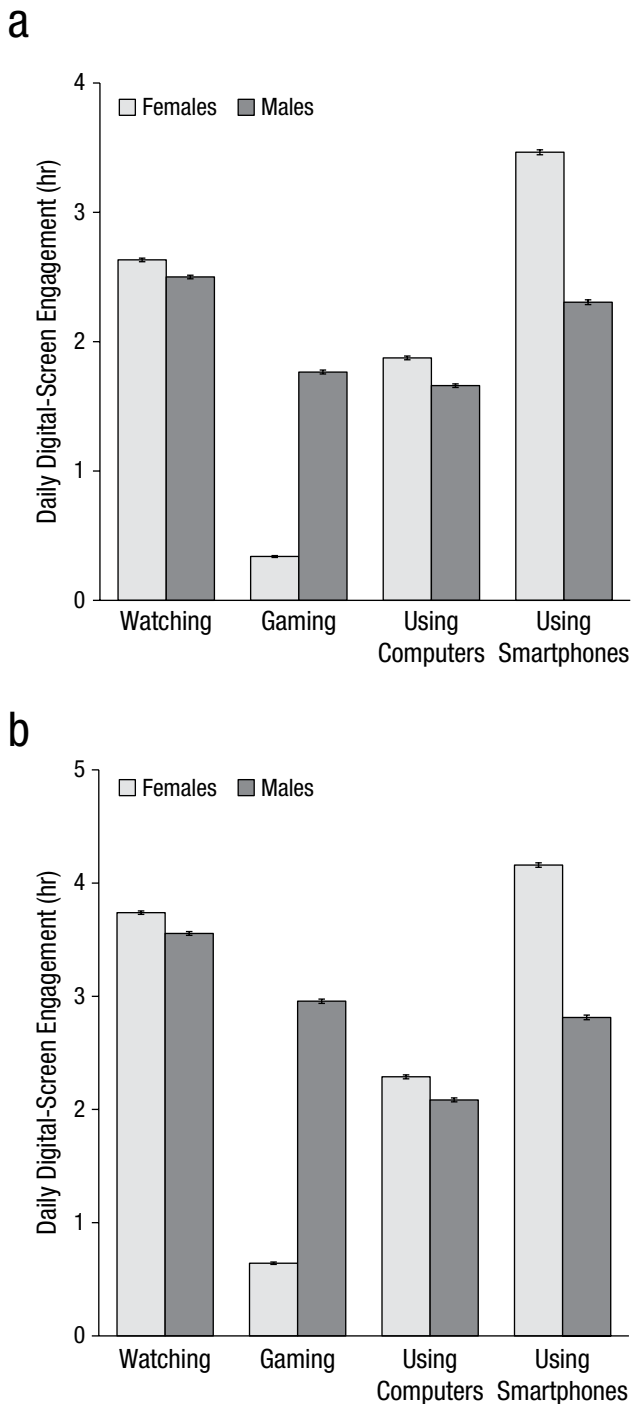 a
Daily Digital-Screen Engagement (hr)
4
3
2
1
0
Females Males
Watching Gaming Using Computers Using Smartphones
b
Daily Digital-Screen Engagement (hr)
5
4
3
2
1
0
Females Males
Watching Gaming Using Computers Using Smartphones